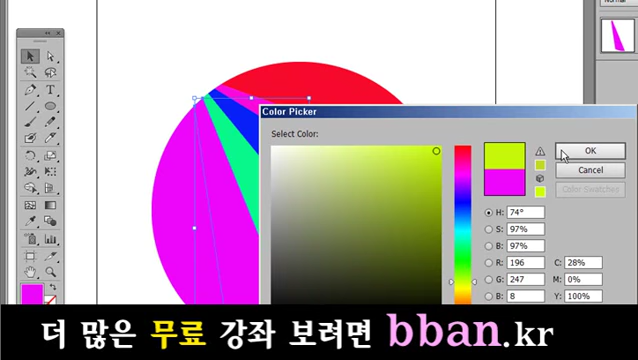 Normal
Color Picker
Select Color:
OK
Cancel
Color Swatches
H: 74°
S: 97%
B: 97%
R: 196 C: 28%
G: 247 M: 0%
B: 8 Y: 100%
T
더 많은 무료 강좌 보려면 bban.kr